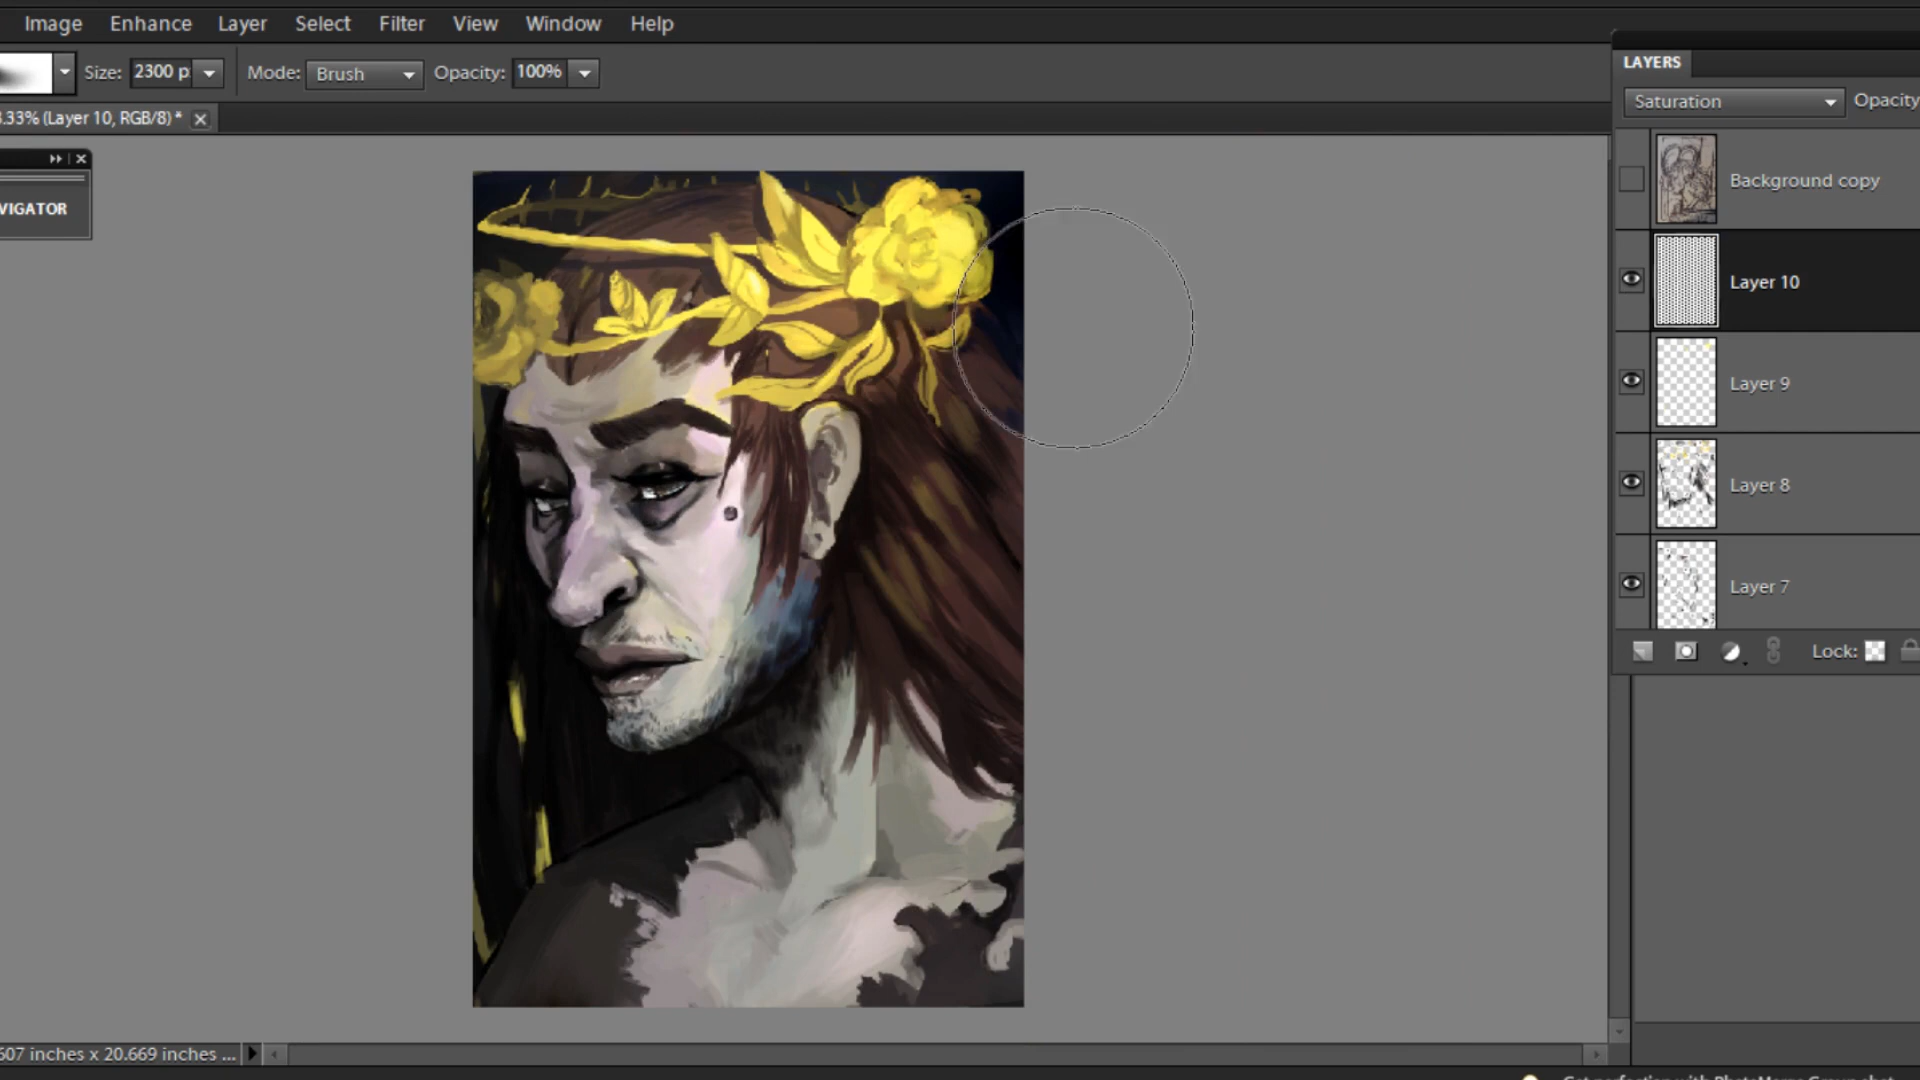 Image Enhance Layer Select Filter View Window Help
Size: 2300 p Mode: Brush Opacity: 100%
.33% (Layer 10, RGB/8) *
VIGATOR
LAYERS
Saturation Opacity
Background copy
Layer 10
Layer 9
Layer 8
Layer 7
Lock:
607 inches x 20.669 inches ...